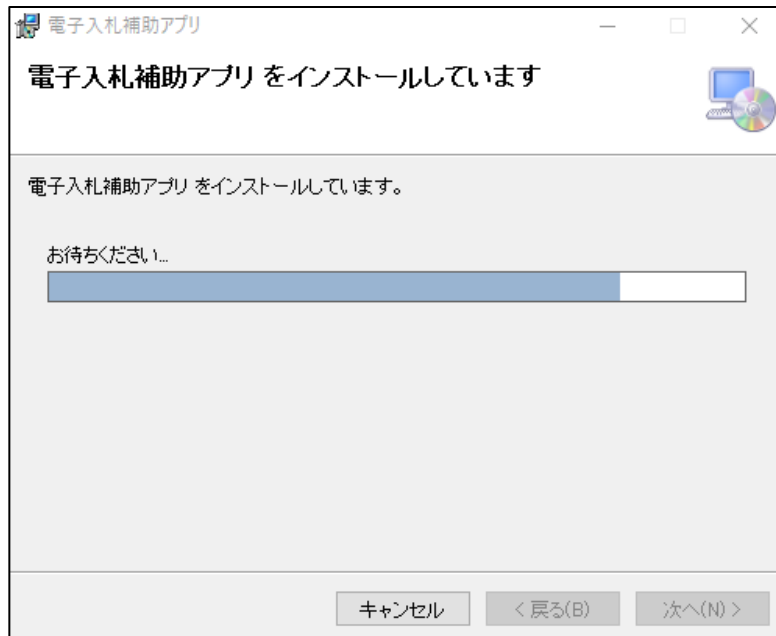 電子入札補助アプリ
電子入札補助アプリ をインストールしています
電子入札補助アプリ をインストールしています。
お待ちください...
キャンセル
< 戻る(B)
次へ(N) >